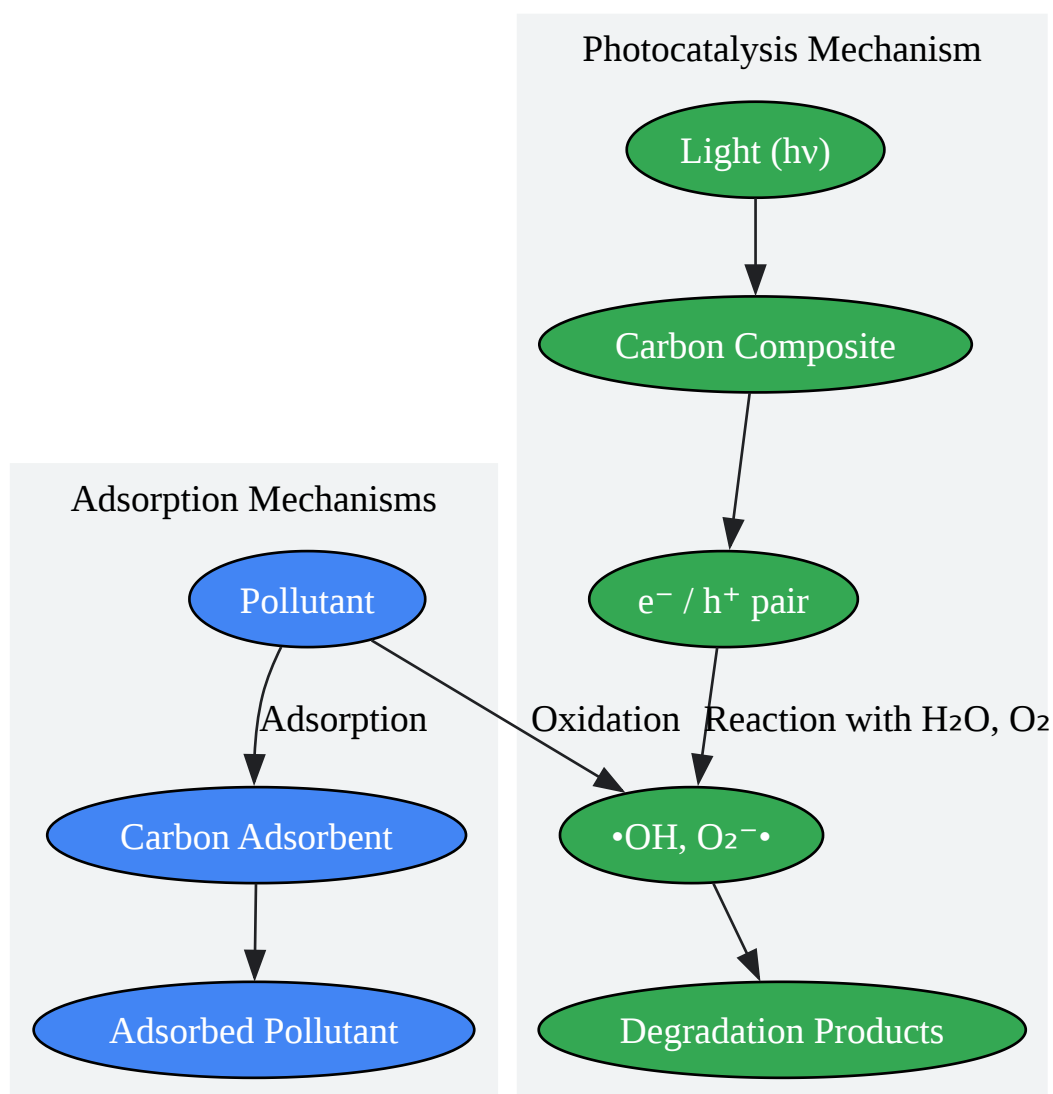 Photocatalysis Mechanism
Light (hν)
Carbon Composite
Adsorption Mechanisms
Pollutant
e⁻ / h⁺ pair
Adsorption
Oxidation
Reaction with H₂O, O₂
Carbon Adsorbent
•OH, O₂⁻•
Adsorbed Pollutant
Degradation Products